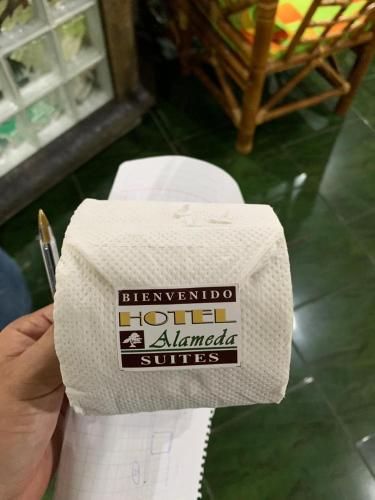 BIENVENIDO
HOTEL
Alameda
SUITES